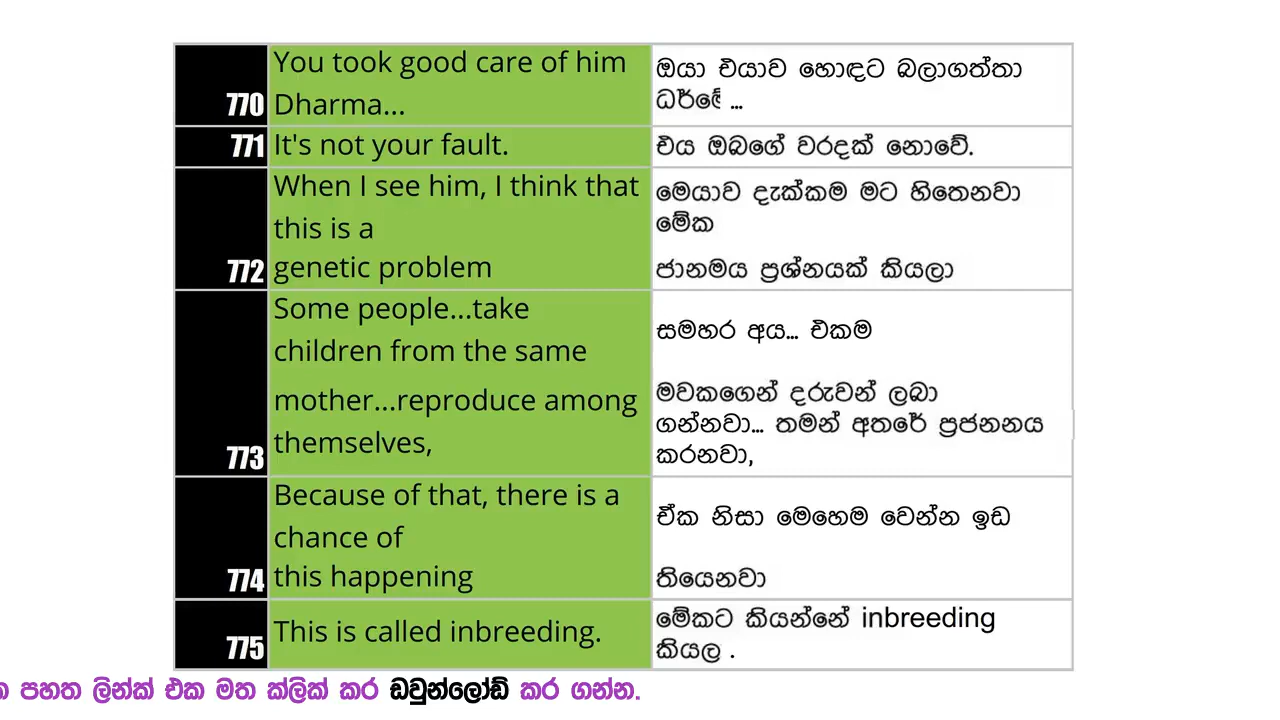 770 You took good care of him
Dharma...
ඔයා එයාව හොඳට බලාගත්තා
ධර්මේ ...
771 It's not your fault.
එය ඔබගේ වරදක් නොවේ.
When I see him, I think that
this is a
772 genetic problem
මෙයාව දැක්කම මට හිතෙනවා
මේක
ජානමය ප්‍රශ්නයක් කියලා
Some people...take
children from the same
mother...reproduce among
773 themselves,
සමහර අය... එකම
මවකගෙන් දරුවන් ලබා
ගන්නවා... තමන් අතරේ ප්‍රජනනය
කරනවා,
Because of that, there is a
chance of
774 this happening
ඒක නිසා මෙහෙම වෙන්න ඉඩ
තියෙනවා
775 This is called inbreeding.
මේකට කියන්නේ inbreeding
කියල .
පහත ලින්ක් එක මත ක්ලික් කර ඩවුන්ලෝඩ් කර ගන්න.